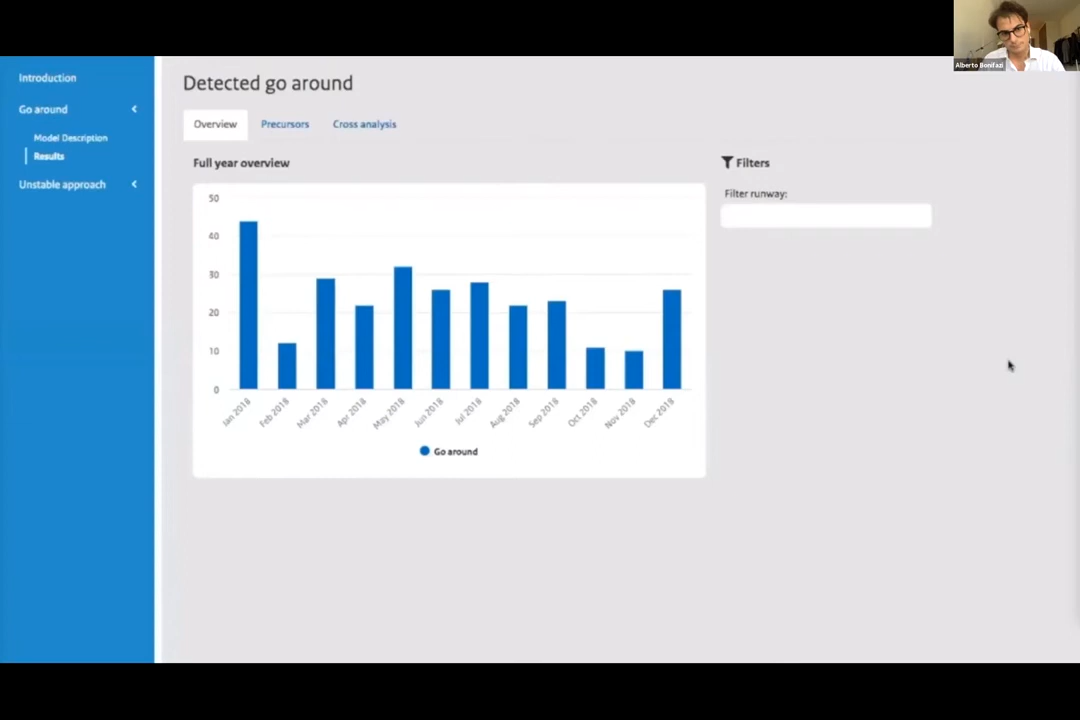 Alberto Bonifazi
Introduction
Go around
Model Description
Results
Unstable approach
Detected go around
Overview
Precursors
Cross analysis
Full year overview
Filters
Filter runway:
50
40
30
20
10
0
Jan 2018
Feb 2018
Mar 2018
Apr 2018
May 2018
Jun 2018
Jul 2018
Aug 2018
Sep 2018
Oct 2018
Nov 2018
Dec 2018
Go around